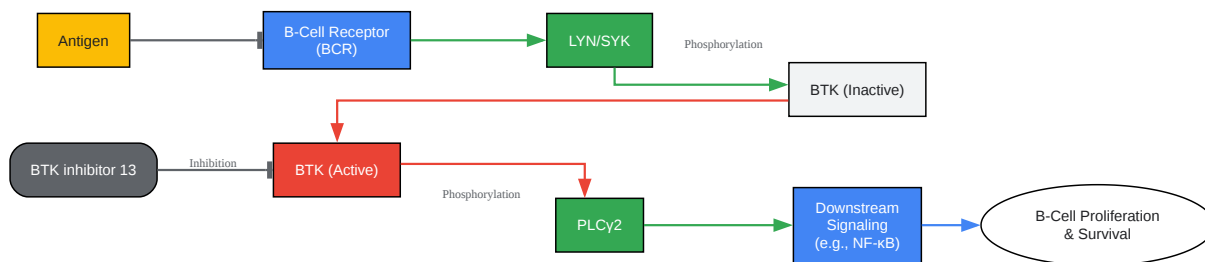 Antigen
B-Cell Receptor
(BCR)
LYN/SYK
Phosphorylation
BTK (Inactive)
BTK inhibitor 13
Inhibition
BTK (Active)
Phosphorylation
PLCγ2
Downstream
Signaling
(e.g., NF-κB)
B-Cell Proliferation
& Survival